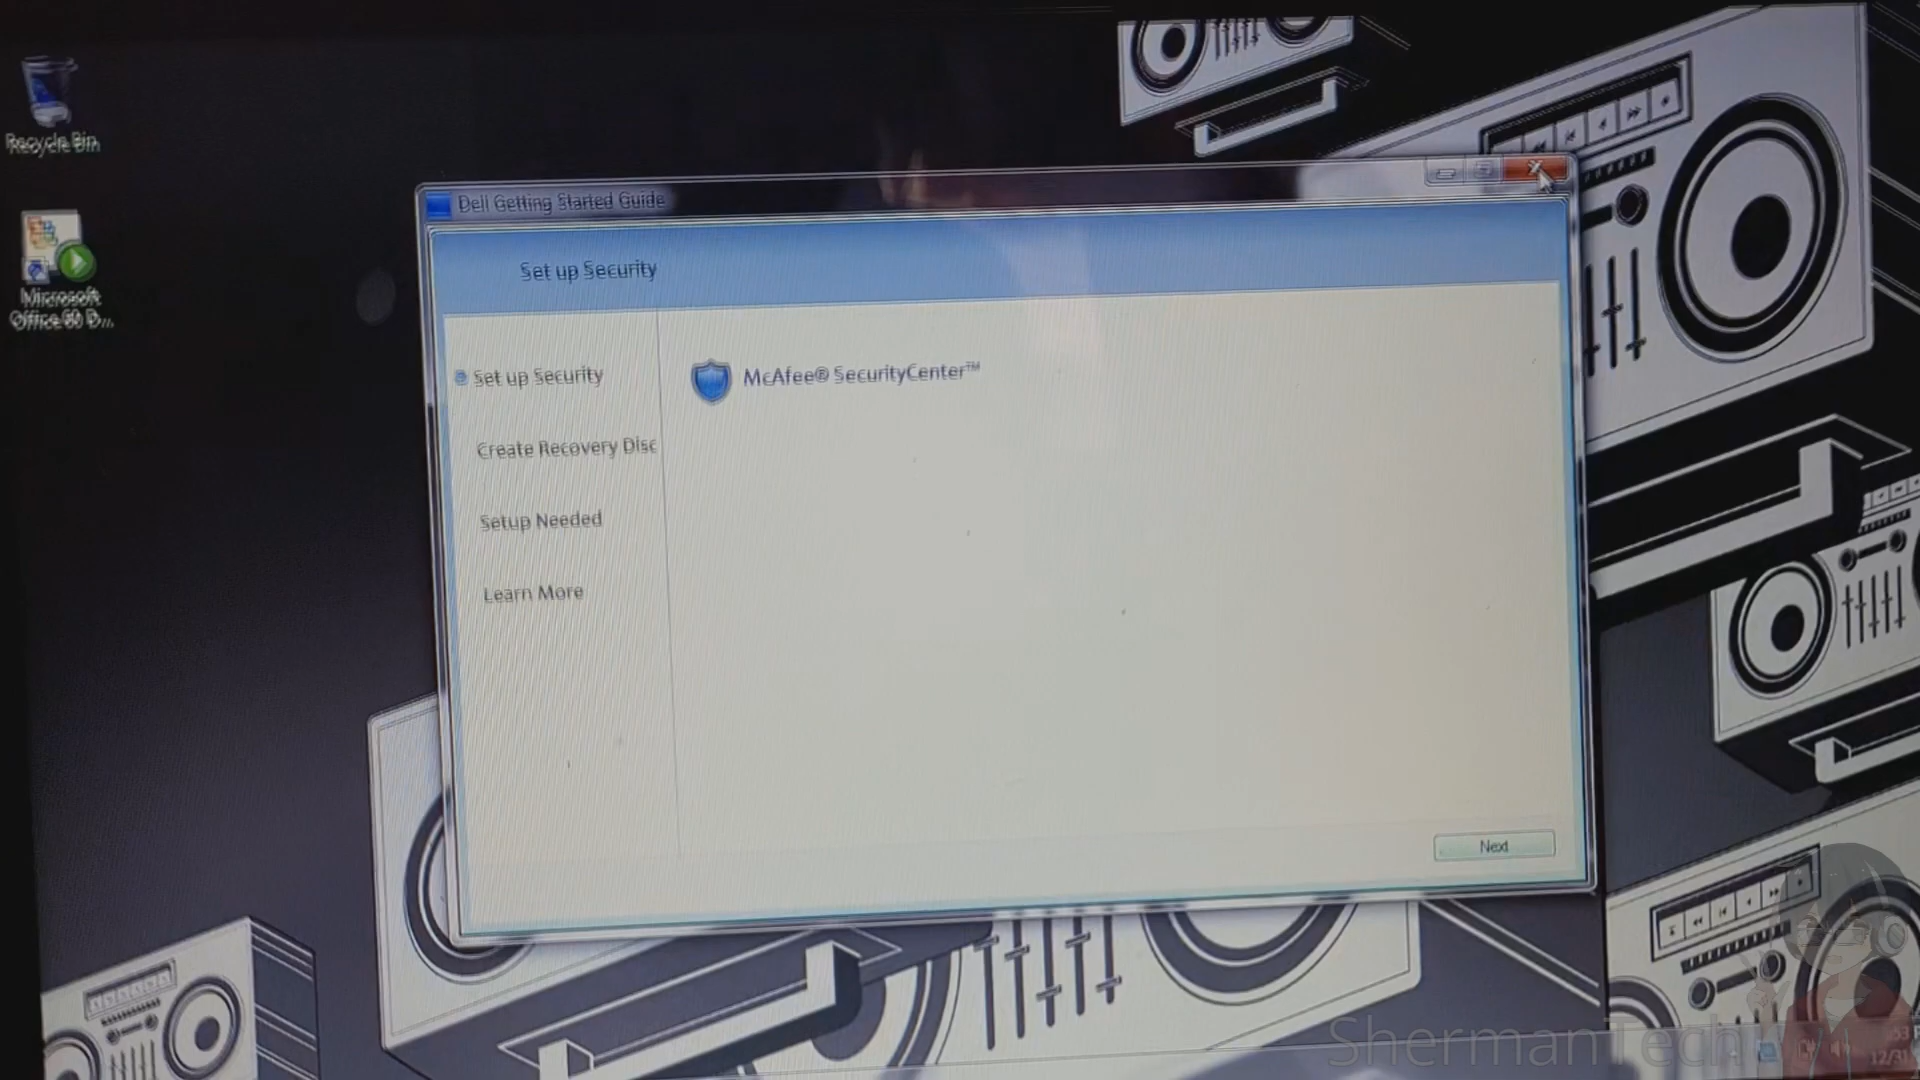 Recycle Bin
Microsoft
Office 60 D...
Dell Getting Started Guide
Set up Security
Set up Security
Create Recovery Disc
Setup Needed
Learn More
McAfee® SecurityCenter™
Next
ShermanTech